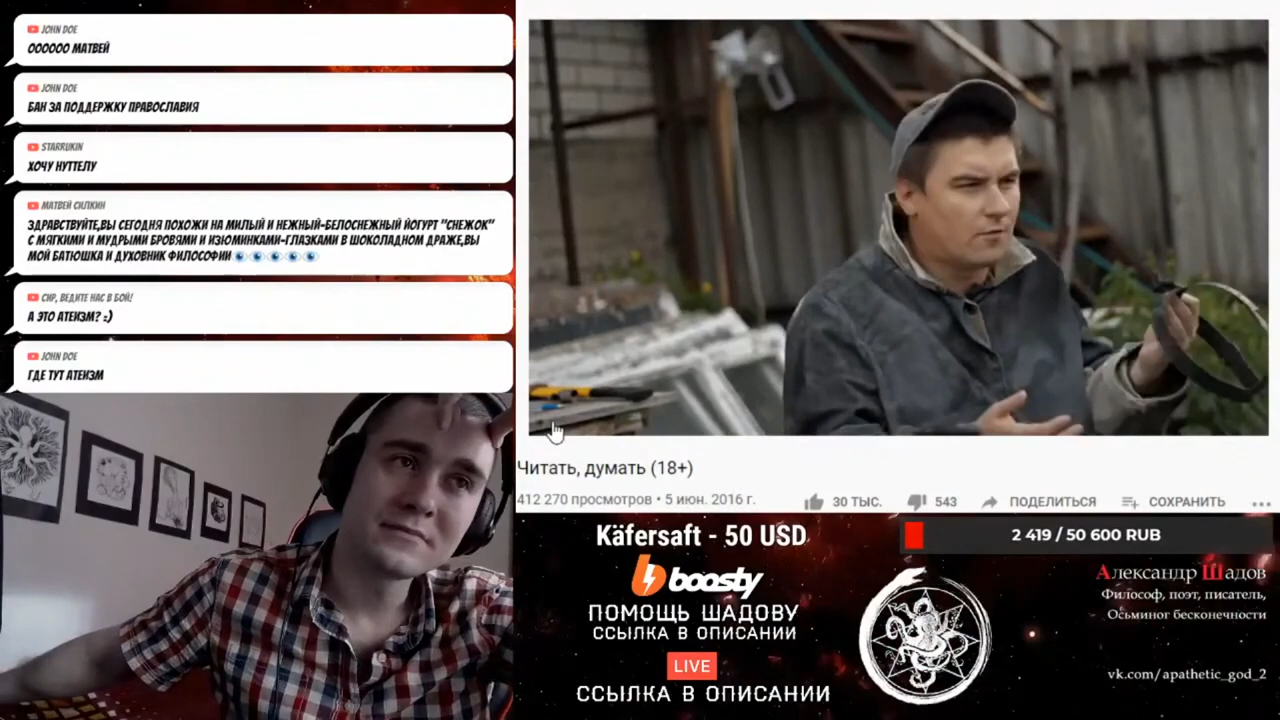 JOHN DOE
OOOOOO МАТВЕЙ
JOHN DOE
БАН ЗА ПОДДЕРЖКУ ПРАВОСЛАВИЯ
STARRUKIN
ХОЧУ НУТЕЛЛУ
МАТВЕЙ СИЛКИН
ЗДРАВСТВУЙТЕ,ВЫ СЕГОДНЯ ПОХОЖИ НА МИЛЫЙ И НЕЖНЫЙ-БЕЛОСНЕЖНЫЙ ЙОГУРТ "СНЕЖОК"
С МЯГКИМИ И МУДРЫМИ БРОВЯМИ И ИЗЮМИНКАМИ-ГЛАЗКАМИ В ШОКОЛАДНОМ ДРАЖЕ,ВЫ
МОЙ БАТЮШКА И ДУХОВНИК ФИЛОСОФИИ 👁👁👁👁👁
СИР, ВЕДИТЕ НАС В БОЙ!
А ЭТО АТЕИЗМ? :)
JOHN DOE
ГДЕ ТУТ АТЕИЗМ
Читать, думать (18+)
412 270 просмотров • 5 июн. 2016 г.
30 ТЫС.
543
ПОДЕЛИТЬСЯ
СОХРАНИТЬ
Käfersaft - 50 USD
2 419 / 50 600 RUB
boosty
ПОМОЩЬ ШАДОВУ
ССЫЛКА В ОПИСАНИИ
LIVE
ССЫЛКА В ОПИСАНИИ
Александр Шадов
Философ, поэт, писатель,
Осьминог бесконечности
vk.com/apathetic_god_2